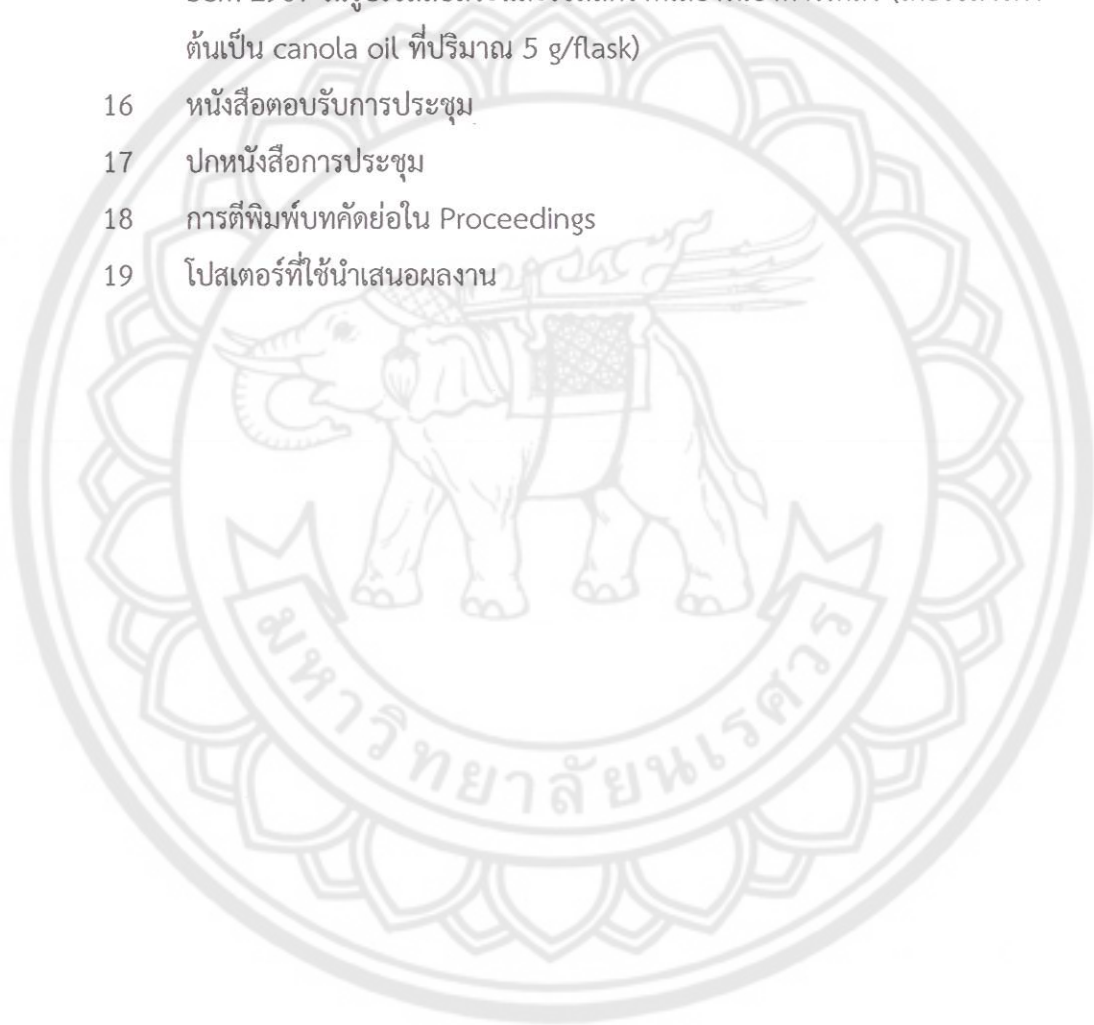 ต้นเป็น canola oil ที่ปริมาณ 5 g/flask)
16 หนังสือตอบรับการประชุม
17 ปกหนังสือการประชุม
18 การตีพิมพ์บทคัดย่อใน Proceedings
19 โปสเตอร์ที่ใช้นำเสนอผลงาน
มหาวิทยาลัยนเรศวร